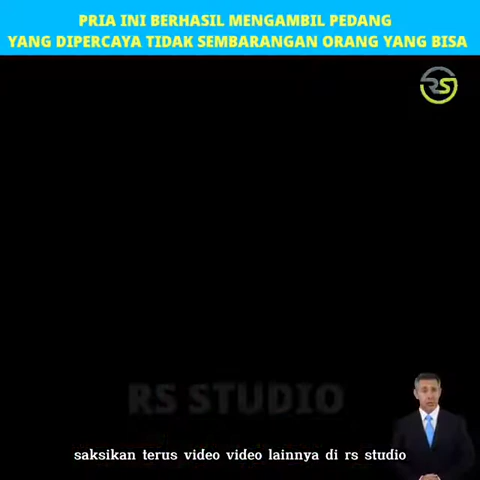 PRIA INI BERHASIL MENGAMBIL PEDANG
YANG DIPERCAYA TIDAK SEMBARANGAN ORANG YANG BISA
RS
RS STUDIO
saksikan terus video video lainnya di rs studio